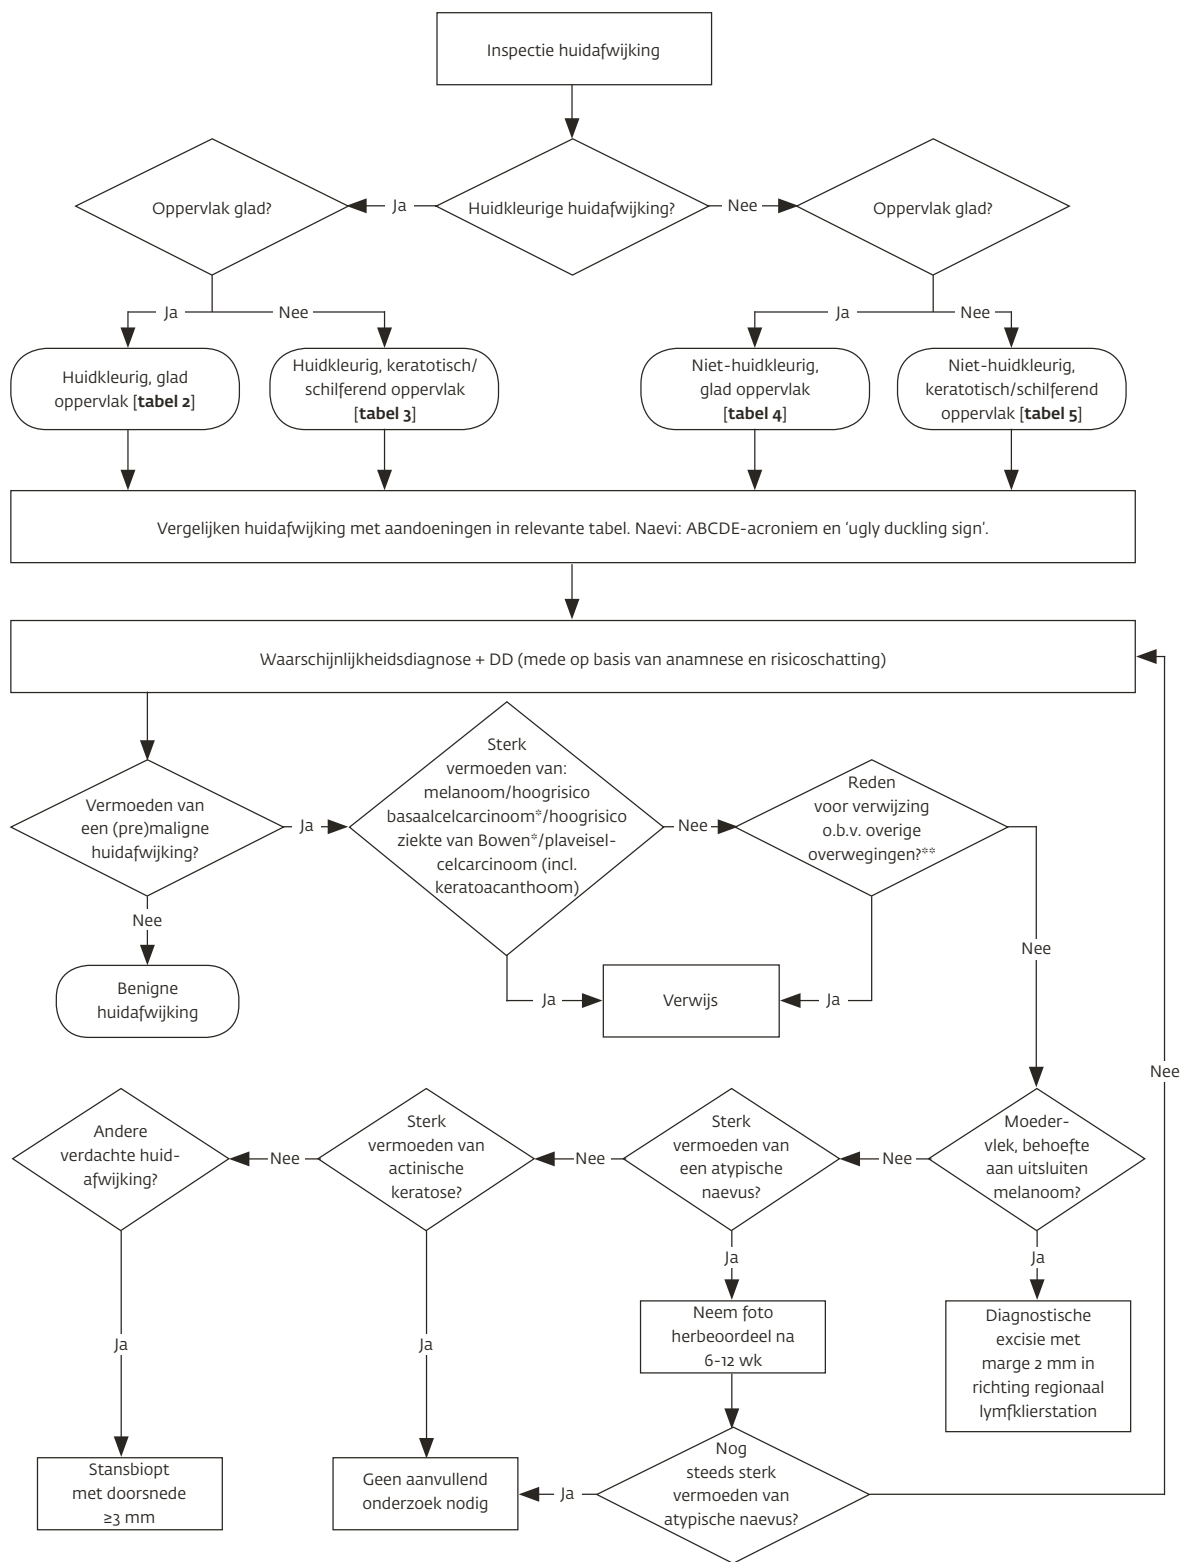 Inspectie huidafwijking
Oppervlak glad?
Ja
Huidkleurige huidafwijking?
Nee
Oppervlak glad?
Ja
Nee
Ja
Nee
Huidkleurig, glad
oppervlak [tabel 2]
Huidkleurig, keratotisch/
schilferend oppervlak
[tabel 3]
Niet-huidkleurig,
glad oppervlak
[tabel 4]
Niet-huidkleurig,
keratotisch/schilferend
oppervlak [tabel 5]
Vergelijken huidafwijking met aandoeningen in relevante tabel. Naevi: ABCDE-acroniem en ‘ugly duckling sign’.
Waarschijnlijkheidsdiagnose + DD (mede op basis van anamnese en risicoschatting)
Vermoeden van
een (pre)maligne
huidafwijking?
Ja
Sterk
vermoeden van:
melanoom/hoogrisico
basaalcelcarcinoom*/hoogrisico
ziekte van Bowen*/plaveisel-
celcarcinoom (incl.
keratoacanthoom)
Nee
Reden
voor verwijzing
o.b.v. overige
overwegingen?**
Nee
Benigne
huidafwijking
Ja
Verwijs
Ja
Nee
Nee
Andere
verdachte huid-
afwijking?
Nee
Sterk
vermoeden van
actinische
keratose?
Nee
Sterk
vermoeden van
een atypische
naevus?
Nee
Moeder-
vlek, behoefte
aan uitsluiten
melanoom?
Ja
Ja
Ja
Ja
Neem foto
herbeoordeel na
6-12 wk
Diagnostische
excisie met
marge 2 mm in
richting regionaal
lymfklierstation
Stansbiopt
met doorsnede
≥3 mm
Geen aanvullend
onderzoek nodig
Ja
Nog
steeds sterk
vermoeden van
atypische naevus?